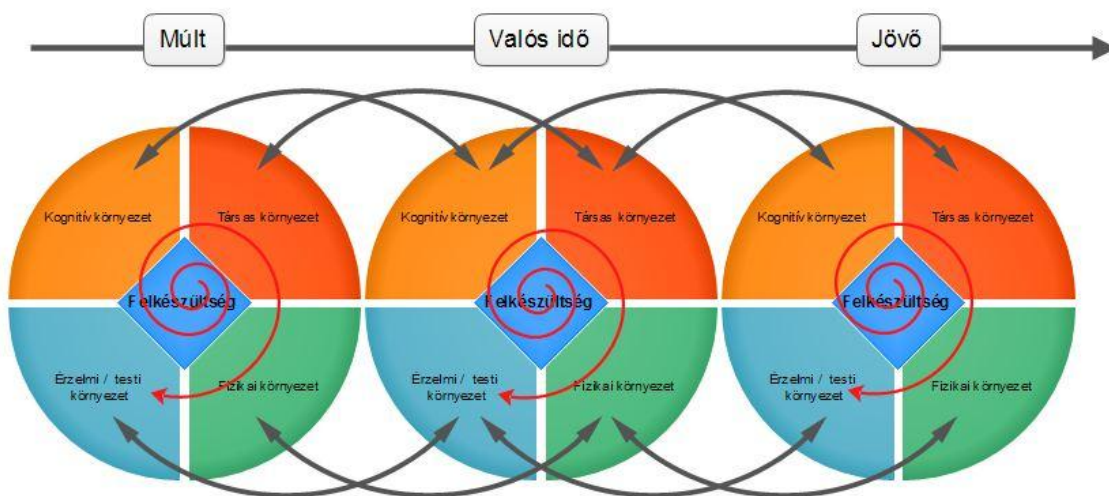 Múlt
Valós idő
Jövő
Kognitív környezet
Társas környezet
Felkészültség
Érzelmi / testi
környezet
Fizikai környezet
Kognitív környezet
Társas környezet
Felkészültség
Érzelmi / testi
környezet
Fizikai környezet
Kognitív környezet
Társas környezet
Felkészültség
Érzelmi / testi
környezet
Fizikai környezet